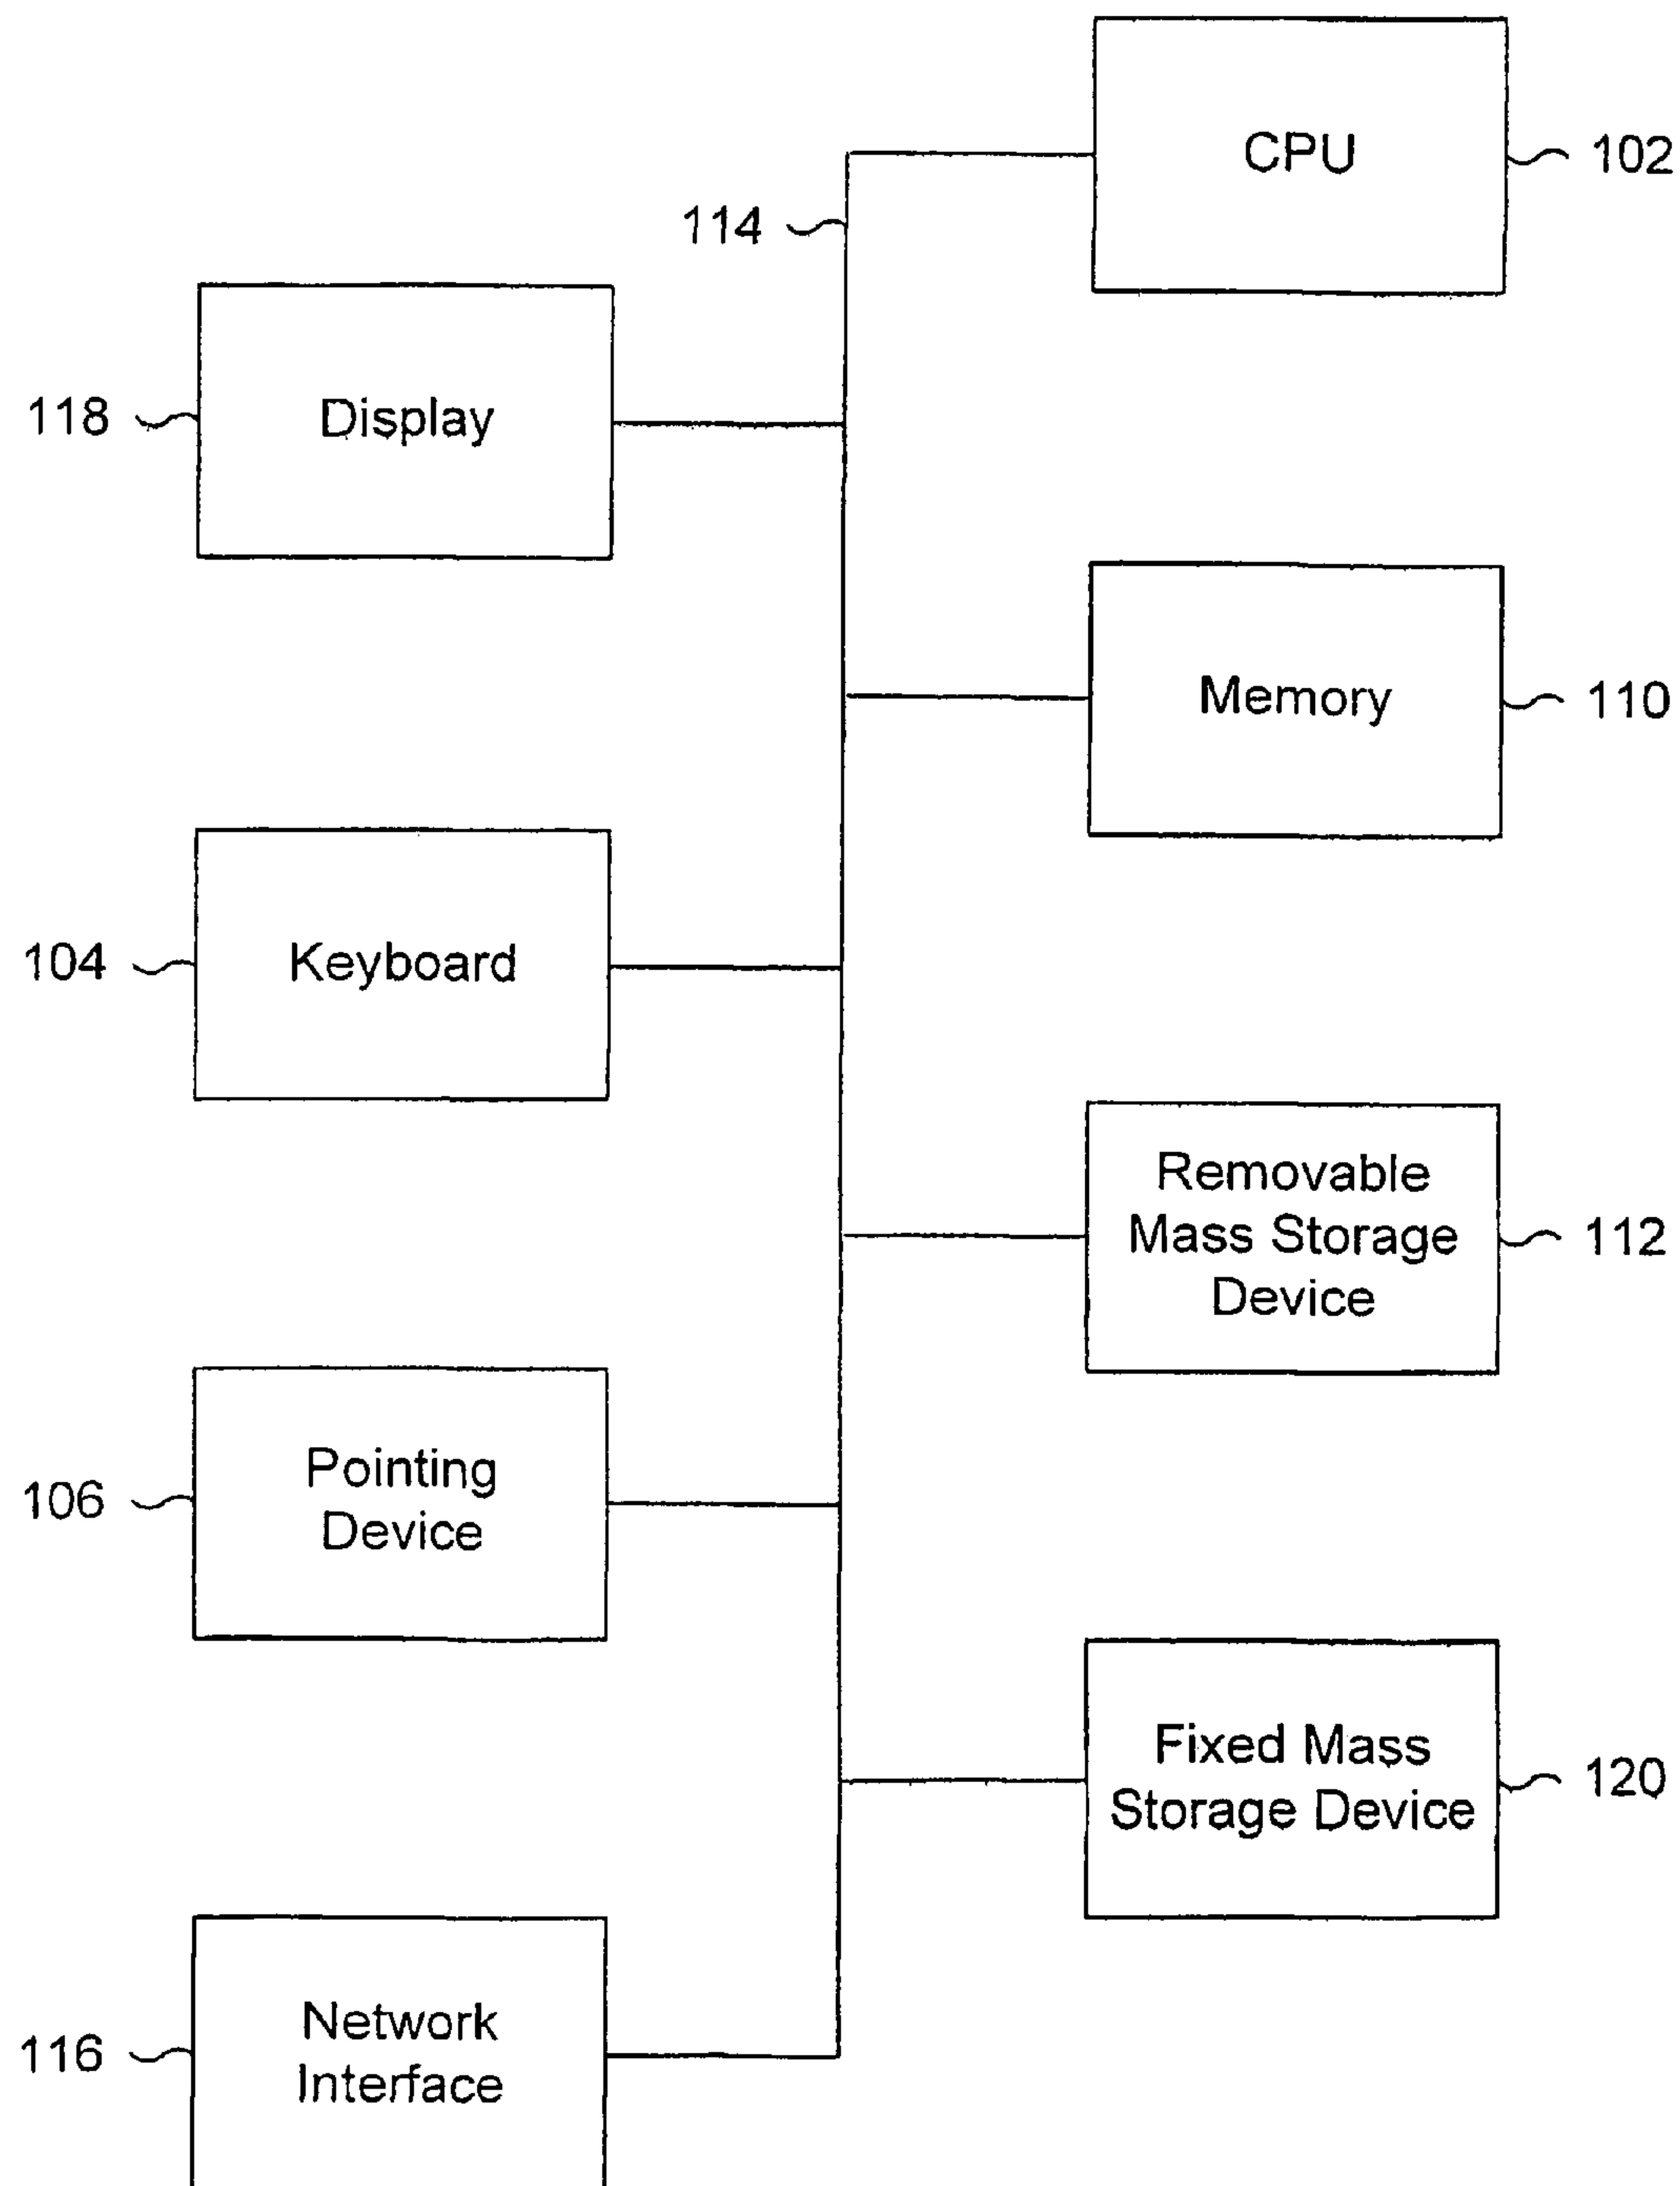 CPU
102
114
118
Display
Memory
110
104
Keyboard
Removable
Mass Storage
Device
112
106
Pointing
Device
Fixed Mass
Storage Device
120
116
Network
Interface